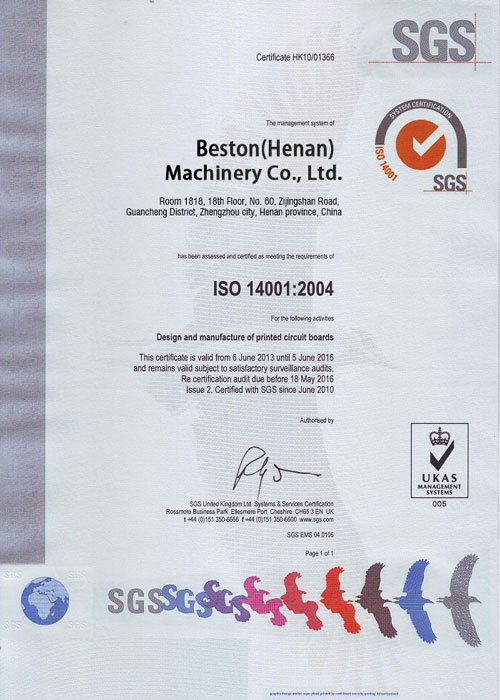 SGS
Certificate HK10/01366
SYSTEM CERTIFICATION
ISO 14001
SGS
The management system of
Beston(Henan)
Machinery Co., Ltd.
Room 1818, 18th Floor, No. 60, Zijingshan Road,
Guancheng District, Zhengzhou city, Henan province, China
has been assessed and certified as meeting the requirements of
ISO 14001:2004
For the following activities
Design and manufacture of printed circuit boards
This certificate is valid from 6 June 2013 until 5 June 2016
and remains valid subject to satisfactory surveillance audits.
Re certification audit due before 18 May 2016
Issue 2. Certified with SGS since June 2010
Authorised by
SGS United Kingdom Ltd Systems & Services Certification
Rossmore Business Park Ellesmere Port Cheshire CH65 3 EN UK
t +44 (0)151 350-6666 f +44 (0)151 350-6600 www.sgs.com
SGS EMS 04 0105
Page 1 of 1
UKAS
MANAGEMENT
SYSTEMS
005
SGSSGSSGS